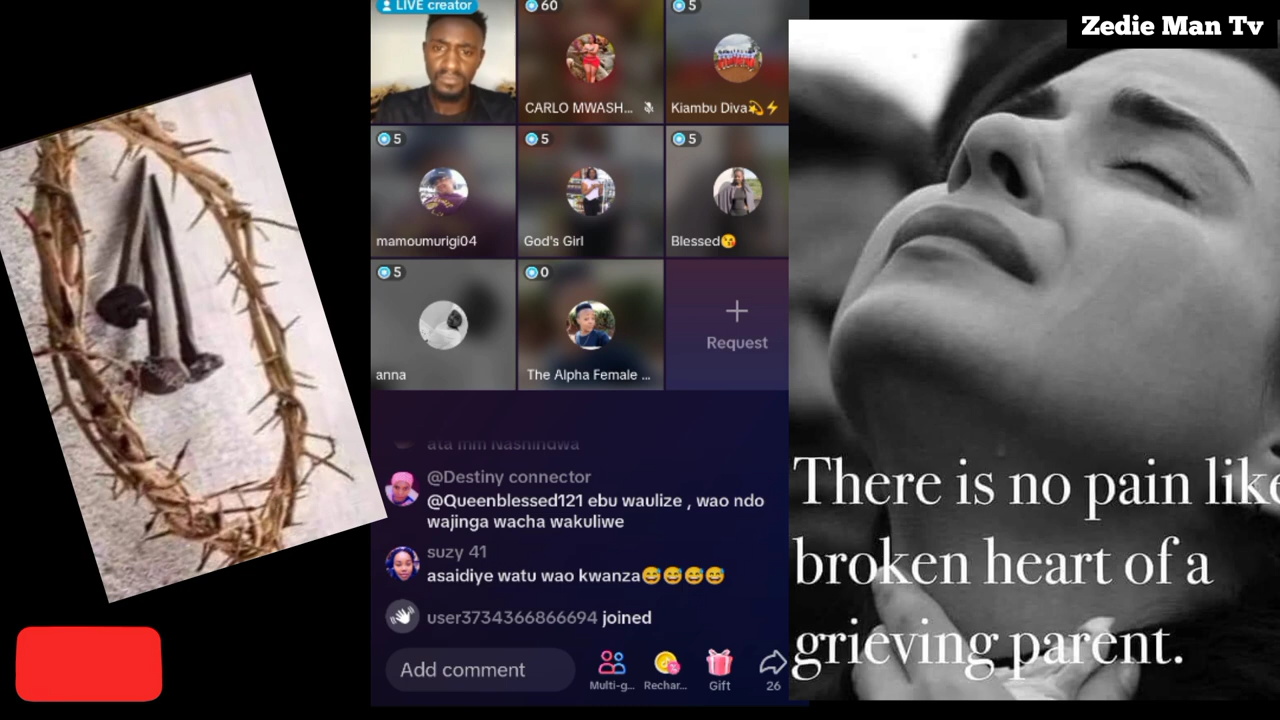 LIVE creator
60
5
Zedie Man Tv
CARLO MWASH...
Kiambu Diva💫⚡
5
5
5
mamoumurigi04
God's Girl
Blessed😘
5
0
Request
anna
The Alpha Female ...
ata mm Nashindwa
@Destiny connector
@Queenblessed121 ebu waulize , wao ndo
wajinga wacha wakuliwe
suzy 41
asaidiye watu wao kwanza😅😅😅😅
user3734366866694 joined
Add comment
Multi-g...
Rechar...
Gift
26
There is no pain like
broken heart of a
grieving parent.